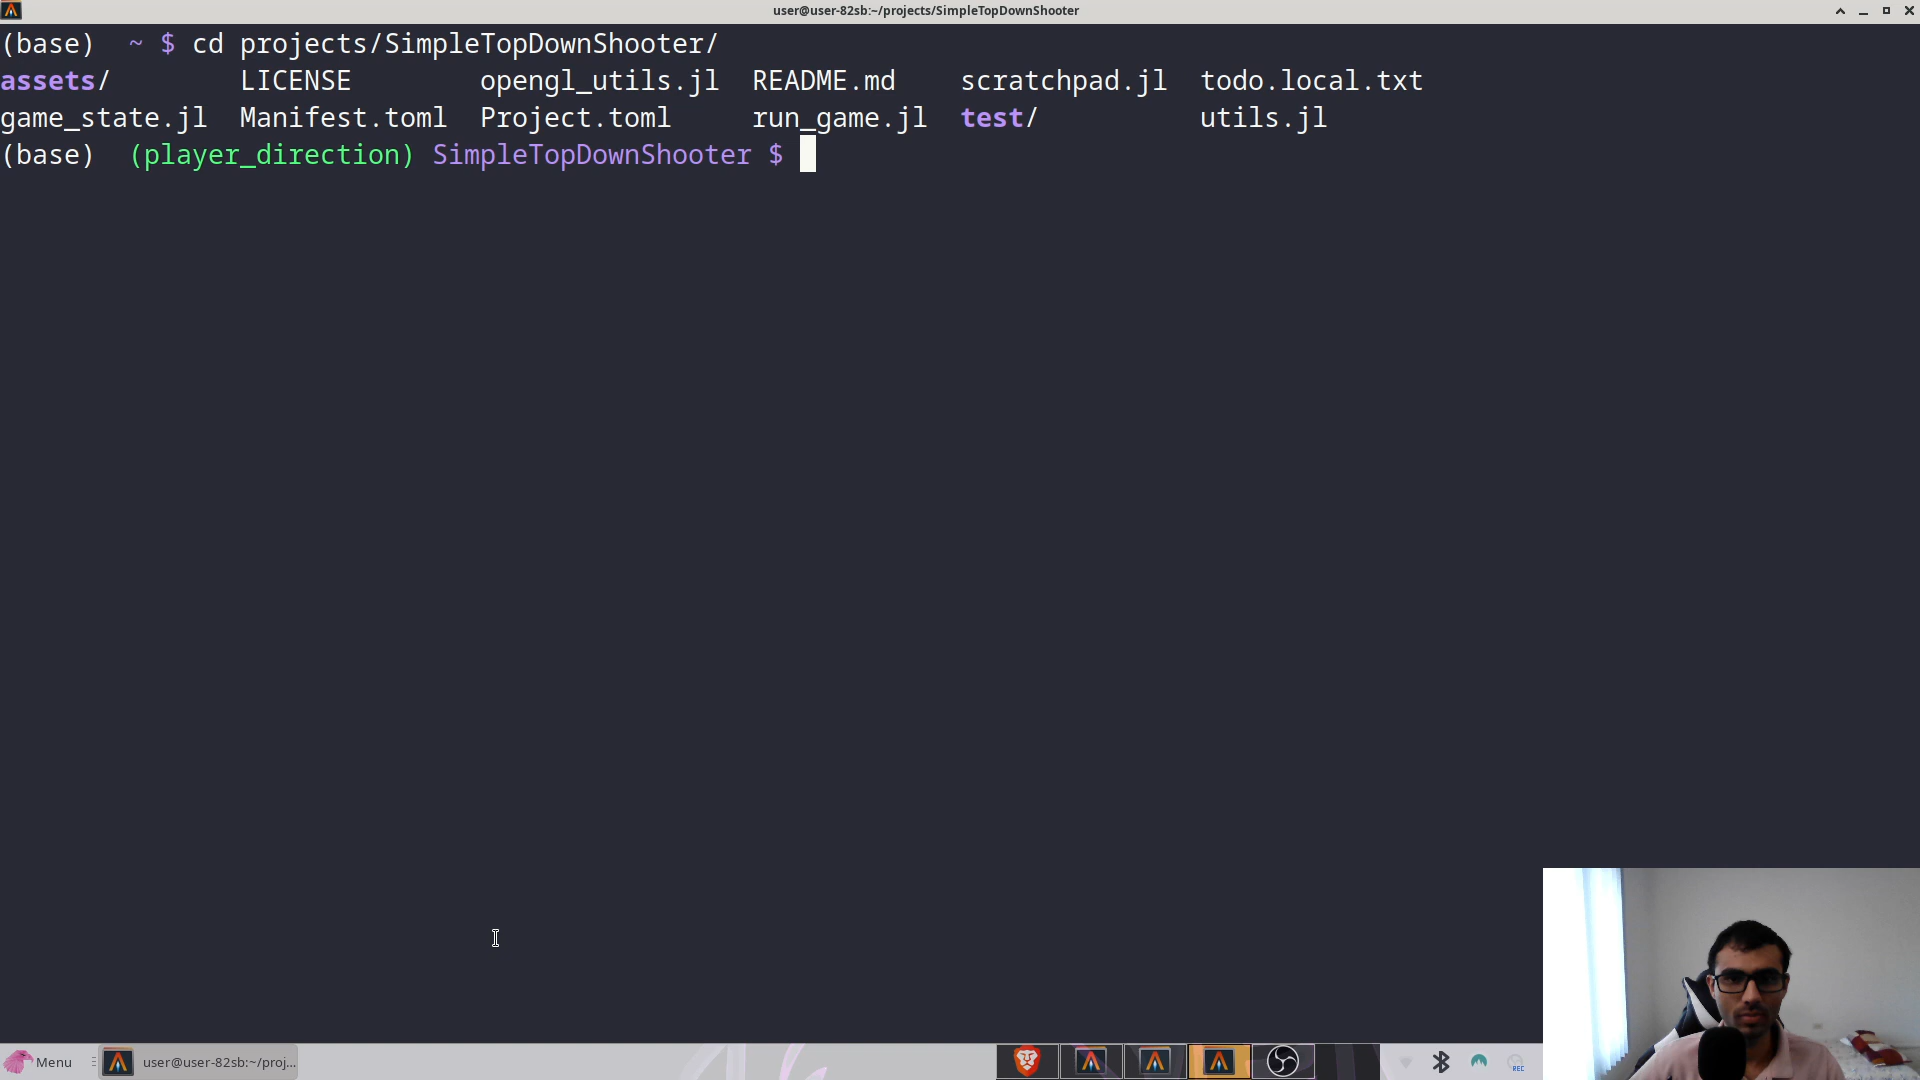 user@user-82sb:~/projects/SimpleTopDownShooter
(base)  ~ $ cd projects/SimpleTopDownShooter/
assets/ LICENSE opengl_utils.jl README.md scratchpad.jl todo.local.txt
game_state.jl Manifest.toml Project.toml run_game.jl test/ utils.jl
(base)  (player_direction) SimpleTopDownShooter $
Menu user@user-82sb:~/proj... REC